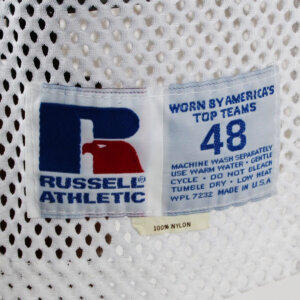 RUSSELL®
ATHLETIC
WORN BY AMERICA'S
TOP TEAMS
48
MACHINE WASH SEPARATELY
USE WARM WATER • GENTLE
CYCLE • DO NOT BLEACH
TUMBLE DRY • LOW HEAT
WPL 7232 MADE IN U.S.A
100% NYLON